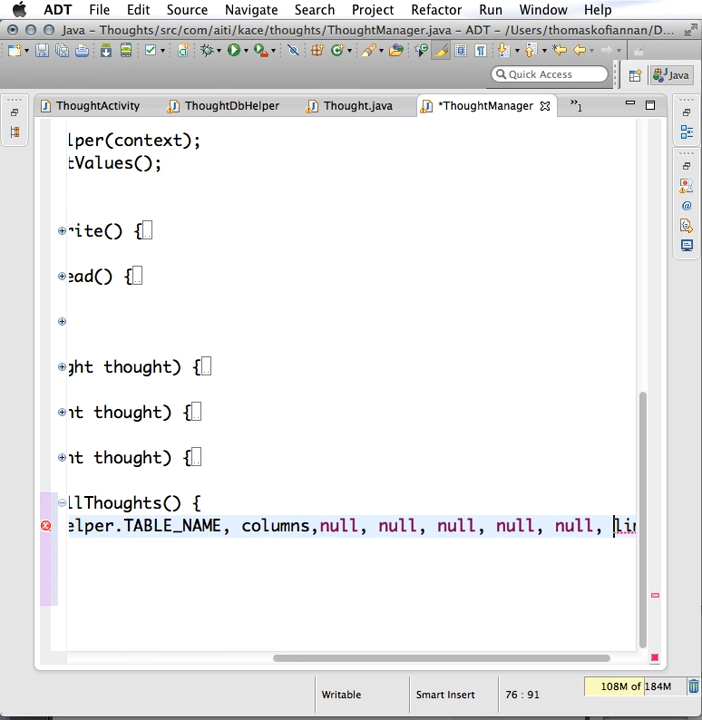 ADT File Edit Source Navigate Search Project Refactor Run Window Help
Java – Thoughts/src/com/aiti/kace/thoughts/ThoughtManager.java – ADT – /Users/thomaskofiannan/D...
Quick Access
Java
ThoughtActivity ThoughtDbHelper Thought.java *ThoughtManager »1
lper(context);
tValues();
rite() {
ead() {
ght thought) {
nt thought) {
nt thought) {
llThoughts() {
elper.TABLE_NAME, columns,null, null, null, null, null, lin
Writable Smart Insert 76 : 91 108M of 184M